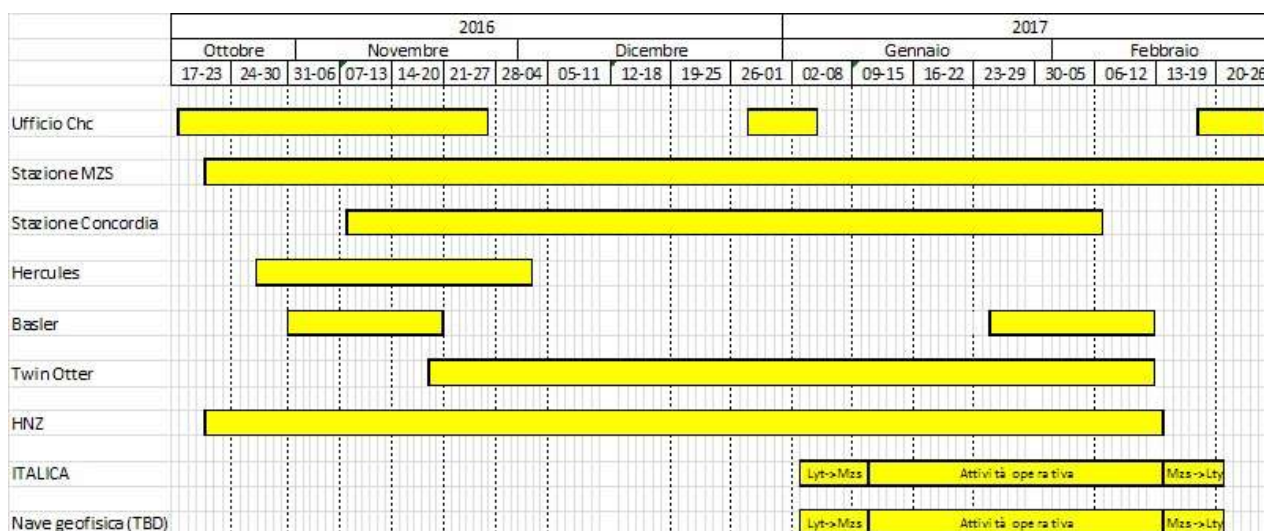 2016 2017
Ottobre Novembre Dicembre Gennaio Febbraio
17-23 24-30 31-06 07-13 14-20 21-27 28-04 05-11 12-18 19-25 26-01 02-08 09-15 16-22 23-29 30-05 06-12 13-19 20-26
Ufficio Chc
Stazione MZS
Stazione Concordia
Hercules
Basler
Twin Otter
HNZ
ITALICA Lyt->Mzs Attività operativa Mzs->Lty
Nave geofisica (TBD) Lyt->Mzs Attività operativa Mzs->Lty